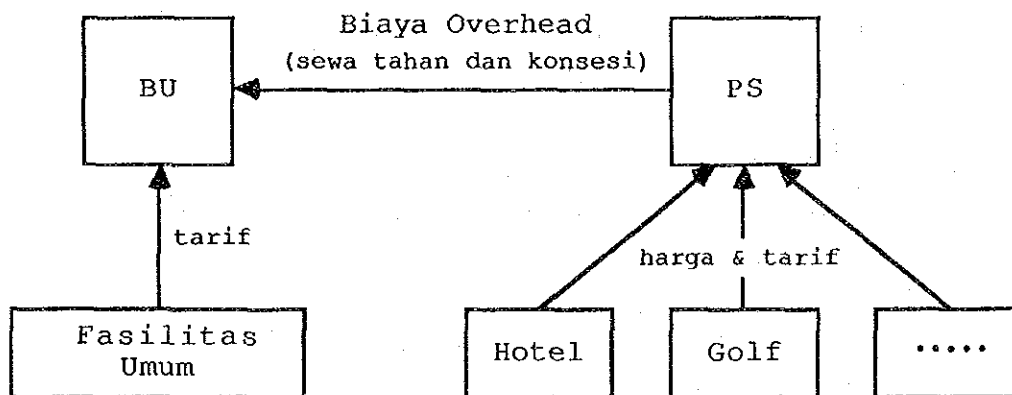 Biaya Overhead
(sewa tahan dan konsesi)
BU
PS
tarif
harga & tarif
Fasilitas
Umum
Hotel
Golf
.....